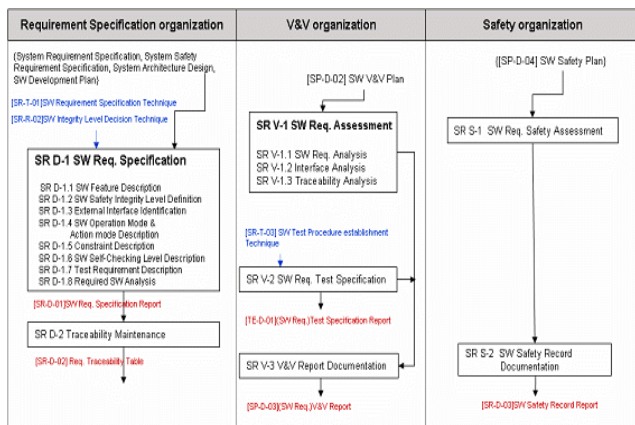 Requirement Specification organization
V&V organization
Safety organization
(System Requirement Specification, System Safety
Requirement Specification, System Architecture Design,
SW Development Plan)
[SR-T-01]SW Requirement Specification Technique
[SR-R-02]SW Integrity Level Decision Technique
SR D-1 SW Req. Specification
SR D-1.1 SW Feature Description
SR D-1.2 SW Safety Integrity Level Definition
SR D-1.3 External Interface Identification
SR D-1.4 SW Operation Mode &
Action mode Description
SR D-1.5 Constraint Description
SR D-1.6 SW Self-Checking Level Description
SR D-1.7 Test Requirement Description
SR D-1.8 Required SW Analysis
[SR-D-01]SW Req. Specification Report
SR D-2 Traceability Maintenance
[SR-D-02] Req. Traceability Table
[SP-D-02] SW V&V Plan
SR V-1 SW Req. Assessment
SR V-1.1 SW Req. Analysis
SR V-1.2 Interface Analysis
SR V-1.3 Traceability Analysis
[SR-T-03] SW Test Procedure establishment
Technique
SR V-2 SW Req. Test Specification
[TE-D-01](SW Req.)Test Specification Report
SR V-3 V&V Report Documentation
[SP-D-03](SW Req.)V&V Report
{[SP-D-04] SW Safety Plan}
SR S-1 SW Req. Safety Assessment
SR S-2 SW Safety Record
Documentation
[SR-D-03]SW Safety Record Report